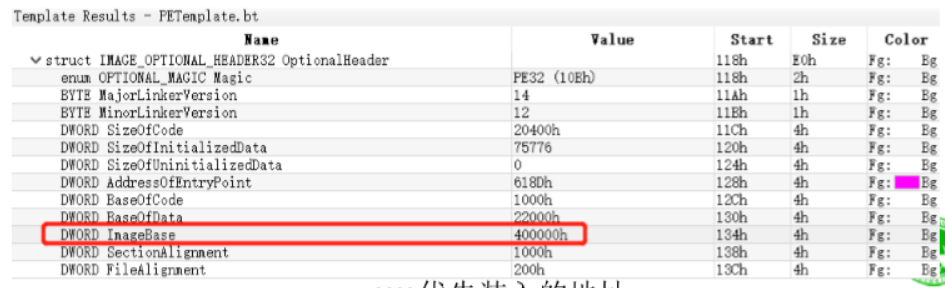 Template Results - PETemplate.bt
Name Value Start Size Color
struct IMAGE_OPTIONAL_HEADER32 OptionalHeader 118h E0h Fg: Bg
enum OPTIONAL_MAGIC Magic PE32 (10Bh) 118h 2h Fg: Bg
BYTE MajorLinkerVersion 14 11Ah 1h Fg: Bg
BYTE MinorLinkerVersion 12 11Bh 1h Fg: Bg
DWORD SizeOfCode 20400h 11Ch 4h Fg: Bg
DWORD SizeOfInitializedData 75776 120h 4h Fg: Bg
DWORD SizeOfUninitializedData 0 124h 4h Fg: Bg
DWORD AddressOfEntryPoint 618Dh 128h 4h Fg: Bg
DWORD BaseOfCode 1000h 12Ch 4h Fg: Bg
DWORD BaseOfData 22000h 130h 4h Fg: Bg
DWORD ImageBase 400000h 134h 4h Fg: Bg
DWORD SectionAlignment 1000h 138h 4h Fg: Bg
DWORD FileAlignment 200h 13Ch 4h Fg: Bg